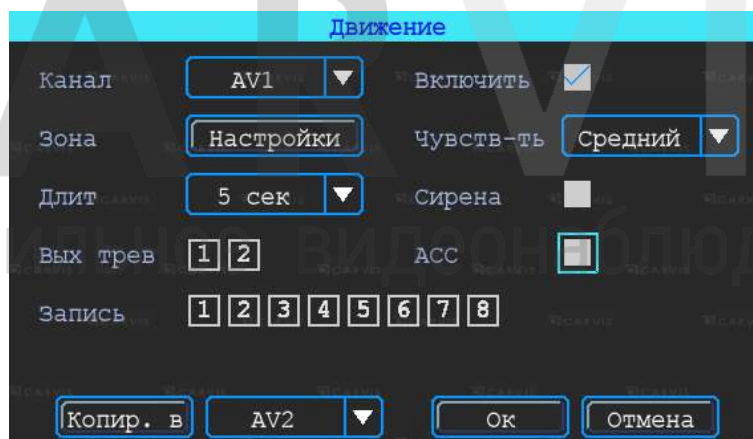 Движение
Канал AV1 Включить
Зона Настройки Чувств-ть Средний
Длит 5 сек Сирена
Вых трев 1 2 АСС
Запись 1 2 3 4 5 6 7 8
Копир. в AV2 Ок Отмена